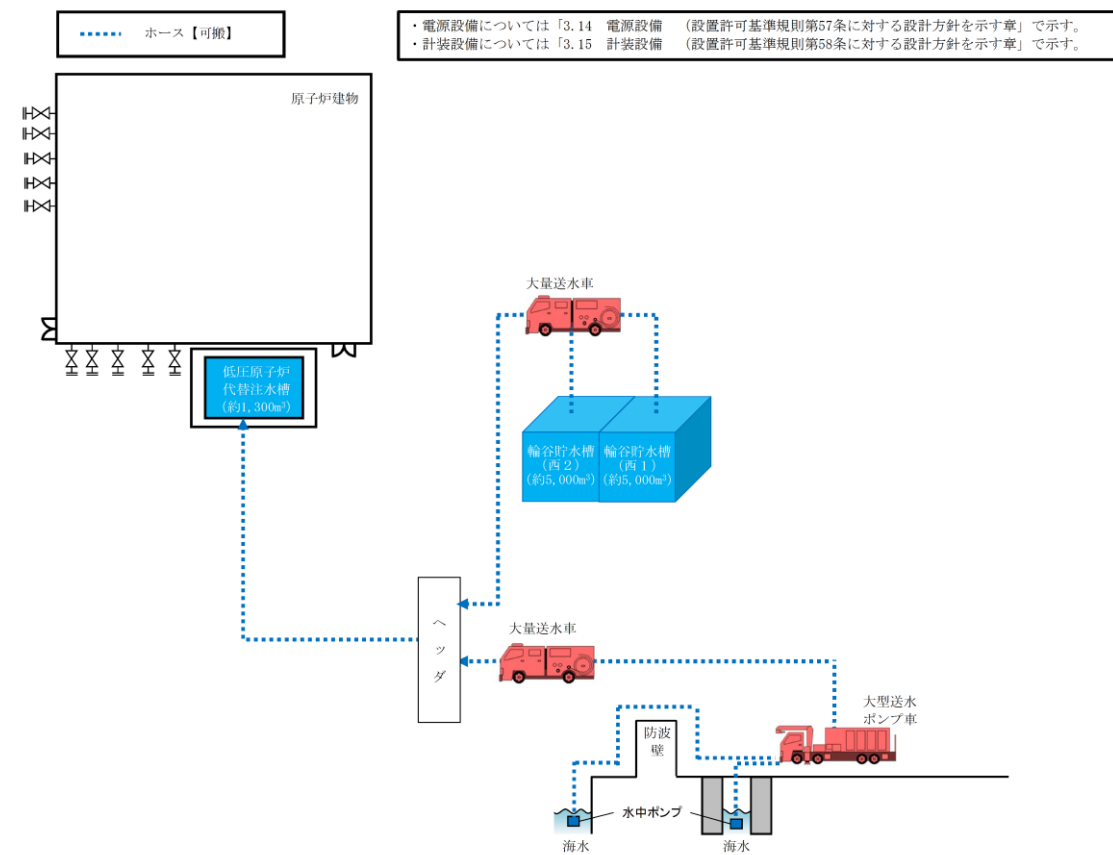 ホース【可搬】
・電源設備については「3.14　電源設備　（設置許可基準規則第57条に対する設計方針を示す章」で示す。
・計装設備については「3.15　計装設備　（設置許可基準規則第58条に対する設計方針を示す章」で示す。
原子炉建物
大量送水車
低圧原子炉
代替注水槽
(約1,300m³)
輪谷貯水槽
(西２)
(約5,000m³)
輪谷貯水槽
(西１)
(約5,000m³)
ヘッダ
大量送水車
大型送水
ポンプ車
防波
壁
水中ポンプ
海水
海水